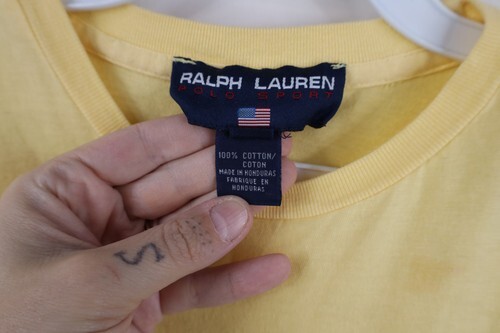 RALPH LAUREN
POLO SPORT
100% COTTON/
COTON
MADE IN HONDURAS
FABRIQUE EN
HONDURAS